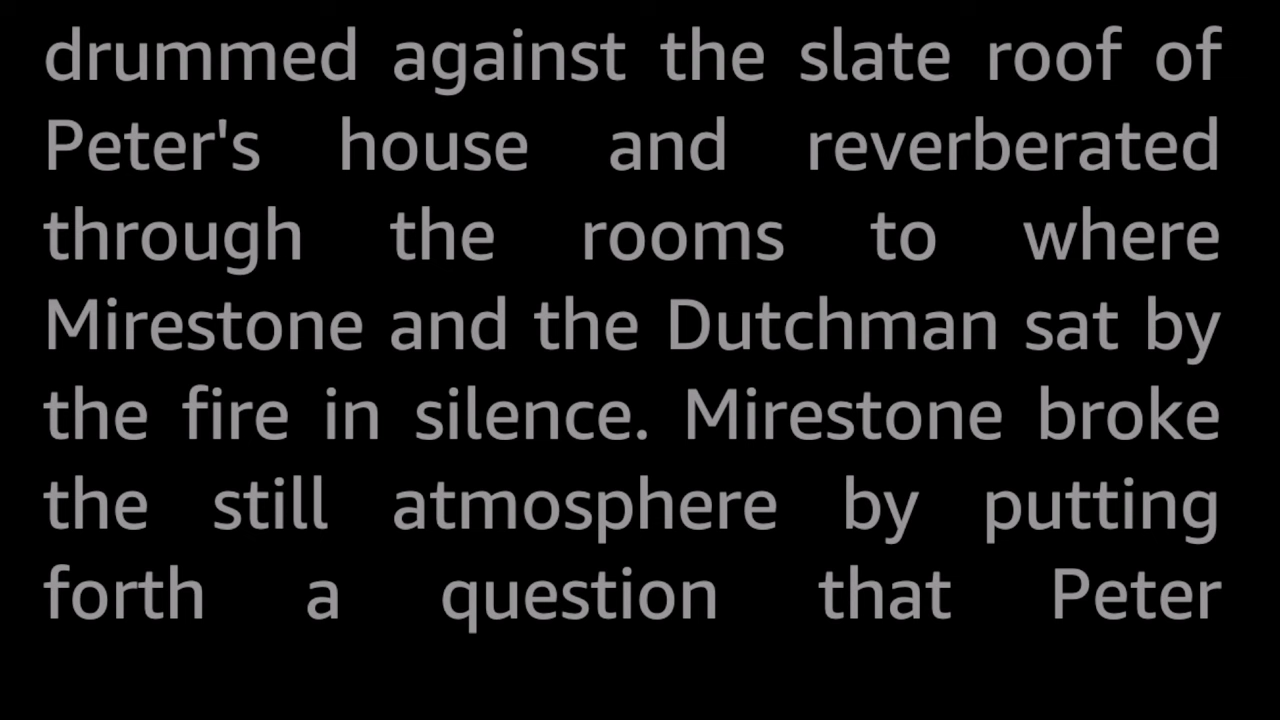 drummed against the slate roof of
Peter's house and reverberated
through the rooms to where
Mirestone and the Dutchman sat by
the fire in silence. Mirestone broke
the still atmosphere by putting
forth a question that Peter